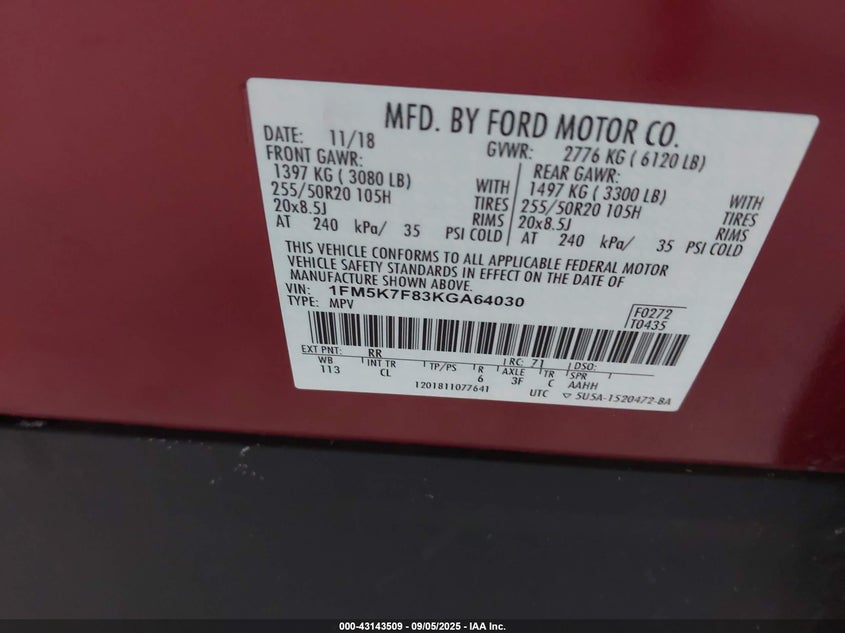 MFD. BY FORD MOTOR CO.
DATE: 11/18 GVWR: 2776 KG ( 6120 LB)
FRONT GAWR: REAR GAWR:
1397 KG ( 3080 LB) WITH 1497 KG ( 3300 LB) WITH
255/50R20 105H TIRES 255/50R20 105H TIRES
20x8.5J RIMS 20x8.5J RIMS
AT 240 kPa/ 35 PSI COLD AT 240 kPa/ 35 PSI COLD
THIS VEHICLE CONFORMS TO ALL APPLICABLE FEDERAL MOTOR
VEHICLE SAFETY STANDARDS IN EFFECT ON THE DATE OF
MANUFACTURE SHOWN ABOVE.
VIN: 1FM5K7F83KGA64030
TYPE: MPV
F0272
T0435
EXT PNT: RR RC: 71 DSO:
WB INT TR TP/PS R AXLE TR SPR
113 CL 6 3F C AAHH
1201811077641 UTC ▽ 5U5A-1520472-BA
000-43143509 - 09/05/2025 - IAA Inc.